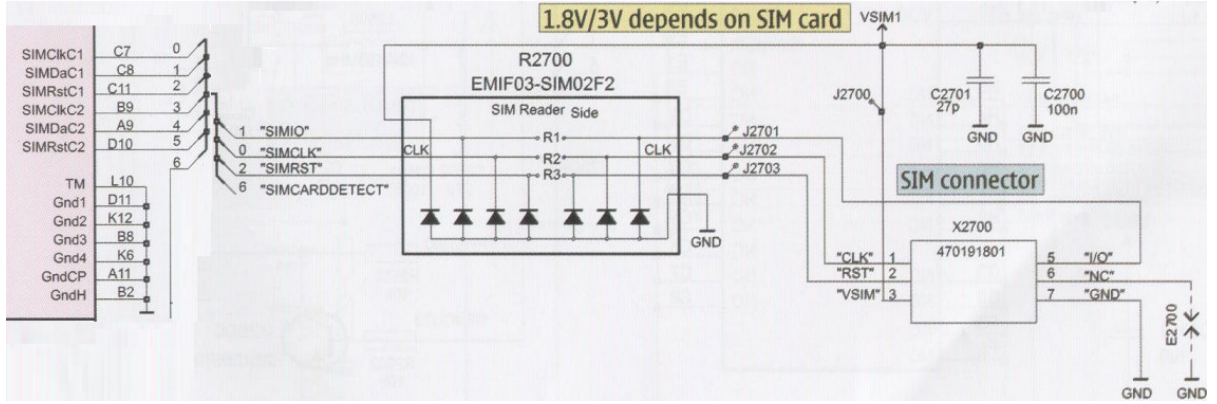 1.8V/3V depends on SIM card
VSIM1
SIMClkC1 C7 0
SIMDaC1 C8 1
SIMRstC1 C11 2
SIMClkC2 B9 3
SIMDaC2 A9 4
SIMRstC2 D10 5
6
TM L10
Gnd1 D11
Gnd2 K12
Gnd3 B8
Gnd4 K6
GndCP A11
GndH B2
1 "SIMIO"
0 "SIMCLK"
2 "SIMRST"
6 "SIMCARDDETECT"
R2700
EMIF03-SIM02F2
SIM Reader Side
R1
CLK R2 CLK
R3
GND
J2701
J2702
J2703
J2700
C2701
27p
GND
C2700
100n
GND
SIM connector
X2700
470191801
"CLK" 1
"RST" 2
"VSIM" 3
5 "I/O"
6 "NC"
7 "GND"
E2700
GND
GND